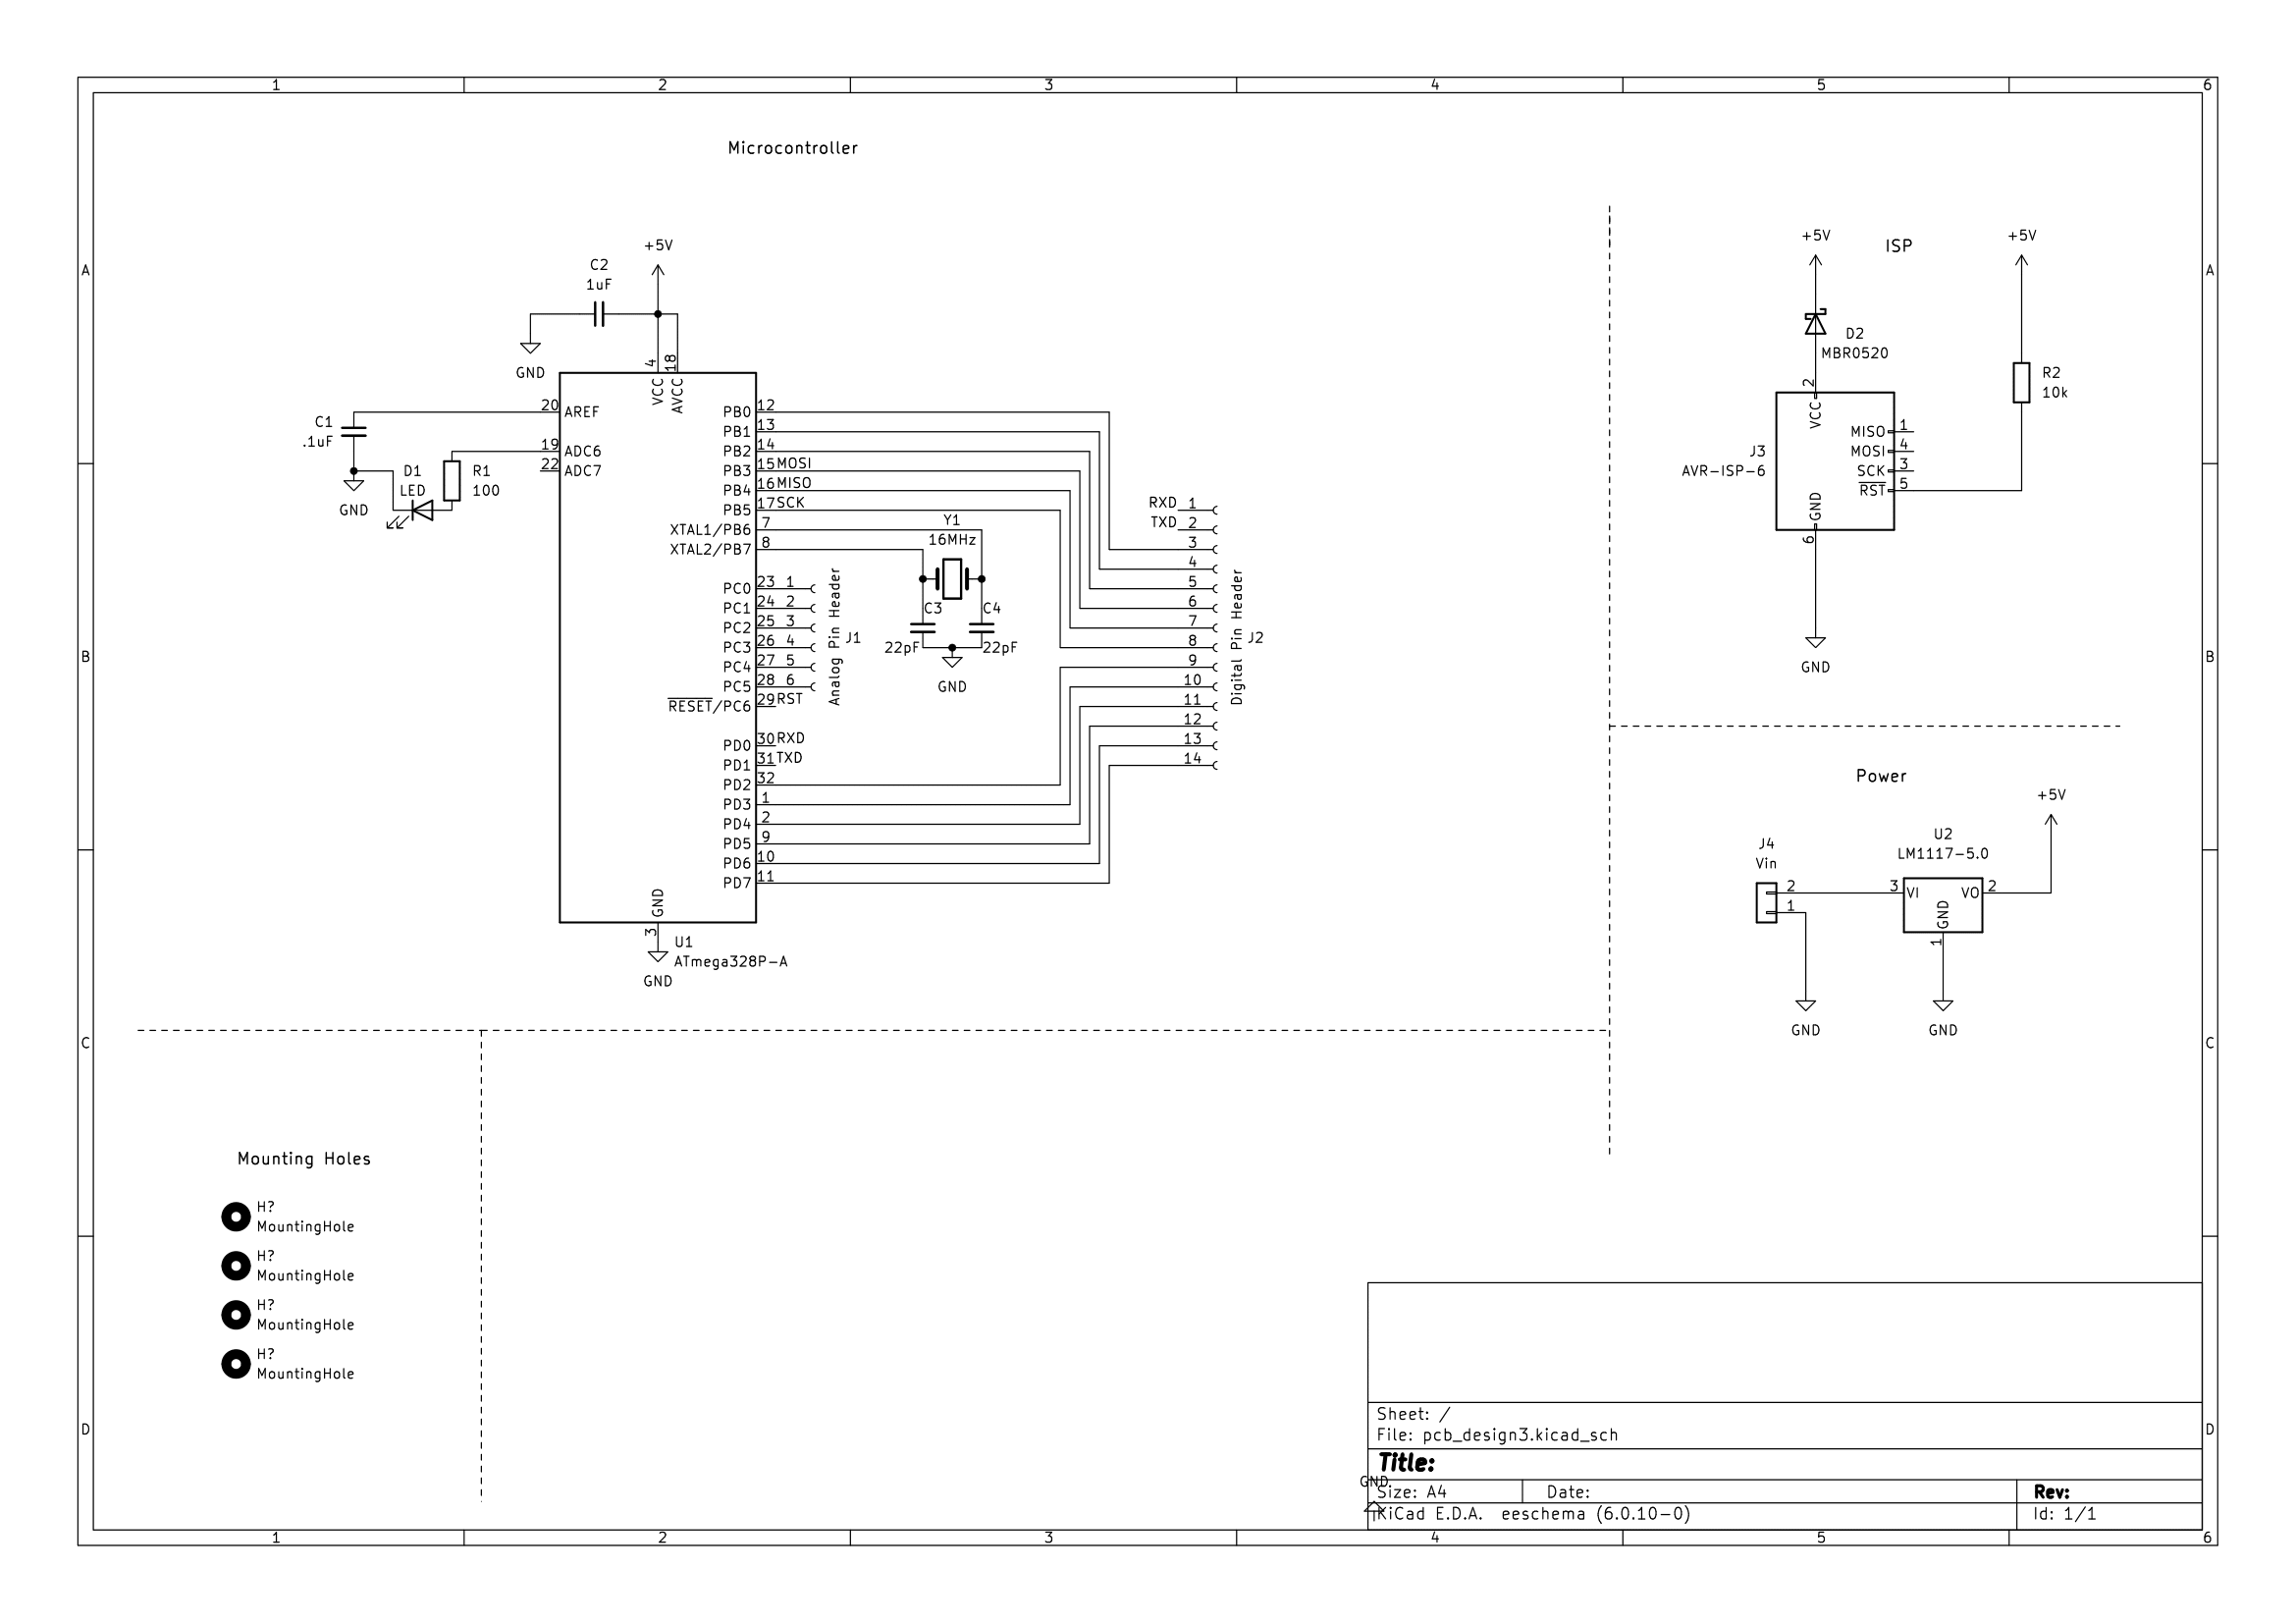 1 2 3 4 5 6
Microcontroller
A
A
B
B
C
C
D
D
+5V
C2
1uF
GND
4
18
VCC
AVCC
20 AREF
19 ADC6
22 ADC7
C1
.1uF
GND
D1
LED
R1
100
PB0 12
PB1 13
PB2 14
PB3 15 MOSI
PB4 16 MISO
PB5 17 SCK
XTAL1/PB6 7
XTAL2/PB7 8
PC0 23 1
PC1 24 2
PC2 25 3
PC3 26 4
PC4 27 5
PC5 28 6
RESET/PC6 29 RST
PD0 30 RXD
PD1 31 TXD
PD2 32
PD3 1
PD4 2
PD5 9
PD6 10
PD7 11
Analog Pin Header
J1
Y1
16MHz
C3
22pF
C4
22pF
GND
RXD 1
TXD 2
3
4
5
6
7
8
9
10
11
12
13
14
Digital Pin Header
J2
GND
3
U1
ATmega328P-A
GND
ISP
+5V
+5V
D2
MBR0520
R2
10k
2
VCC
J3
AVR-ISP-6
MISO 1
MOSI 4
SCK 3
RST 5
GND
6
GND
Power
+5V
J4
Vin
2
1
U2
LM1117-5.0
3 VI
VO 2
GND
1
GND
GND
Mounting Holes
H?
MountingHole
H?
MountingHole
H?
MountingHole
H?
MountingHole
Sheet: /
File: pcb_design3.kicad_sch
Title:
GND
Size: A4 Date: Rev:
KiCad E.D.A. eeschema (6.0.10-0) Id: 1/1
1 2 3 4 5 6